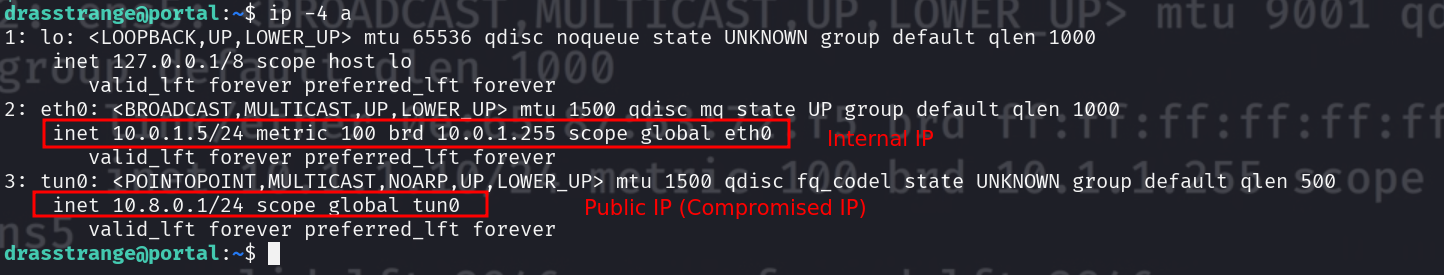 drasstrange@portal:~$ ip -4 a
1: lo: <LOOPBACK,UP,LOWER_UP> mtu 65536 qdisc noqueue state UNKNOWN group default qlen 1000
    inet 127.0.0.1/8 scope host lo
       valid_lft forever preferred_lft forever
2: eth0: <BROADCAST,MULTICAST,UP,LOWER_UP> mtu 1500 qdisc mq state UP group default qlen 1000
    inet 10.0.1.5/24 metric 100 brd 10.0.1.255 scope global eth0 Internal IP
       valid_lft forever preferred_lft forever
3: tun0: <POINTOPOINT,MULTICAST,NOARP,UP,LOWER_UP> mtu 1500 qdisc fq_codel state UNKNOWN group default qlen 500
    inet 10.8.0.1/24 scope global tun0 Public IP (Compromised IP)
       valid_lft forever preferred_lft forever
drasstrange@portal:~$